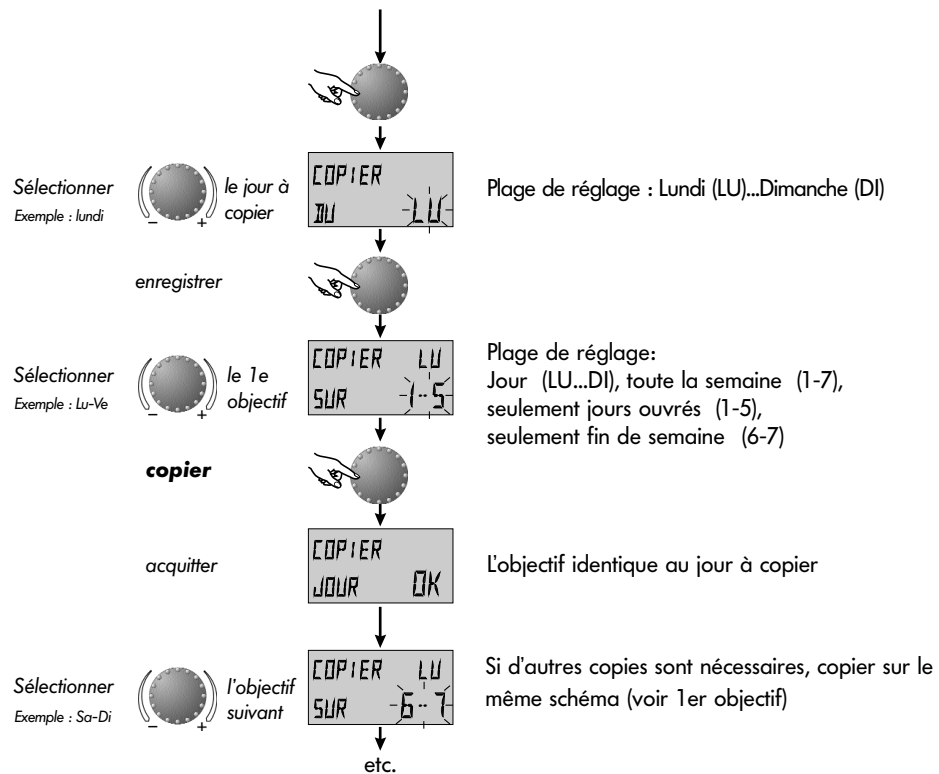 Sélectionner
Exemple : lundi
- +
le jour à
copier
COPIER
DU LU
Plage de réglage : Lundi (LU)...Dimanche (DI)
enregistrer
Sélectionner
Exemple : Lu-Ve
- +
le 1e
objectif
COPIER LU
SUR 1--5
Plage de réglage:
Jour (LU...DI), toute la semaine (1-7),
seulement jours ouvrés (1-5),
seulement fin de semaine (6-7)
copier
acquitter
COPIER
JOUR OK
L'objectif identique au jour à copier
Sélectionner
Exemple : Sa-Di
- +
l'objectif
suivant
COPIER LU
SUR 6--7
Si d'autres copies sont nécessaires, copier sur le
même schéma (voir 1er objectif)
etc.